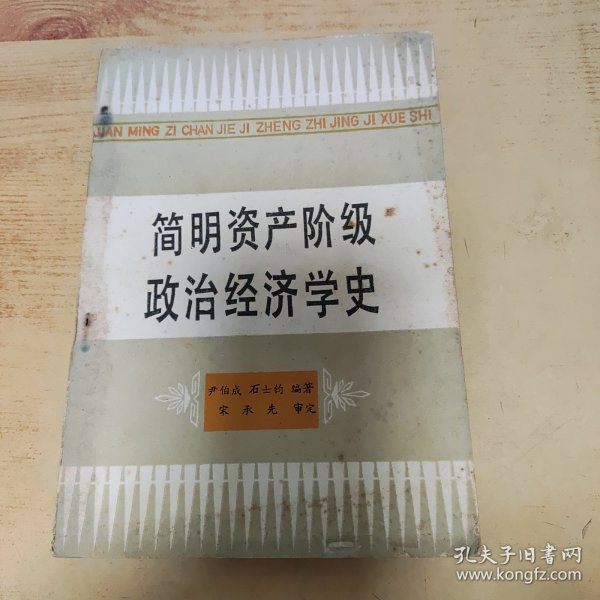 JIAN MING ZI CHAN JIE JI ZHENG ZHI JING JI XUE SHI
简明资产阶级
政治经济学史
尹伯成 石士钧 编著
宋承先 审定
孔夫子旧书网
www.kongfz.com